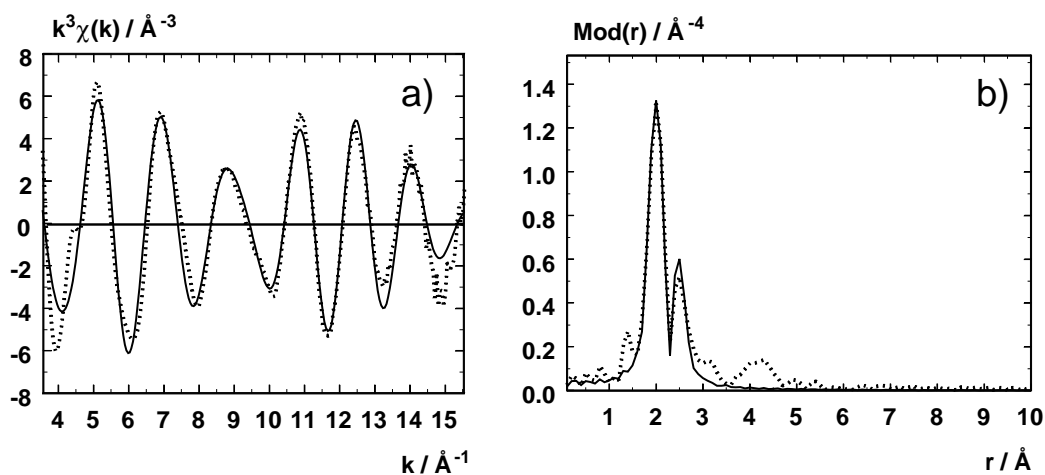 k³χ(k) / Å⁻³
8
6
4
2
0
-2
-4
-6
-8
a)
4 5 6 7 8 9 10 11 12 13 14 15
k / Å⁻¹
Mod(r) / Å⁻⁴
1.4
1.2
1.0
0.8
0.6
0.4
0.2
0.0
b)
1 2 3 4 5 6 7 8 9 10
r / Å